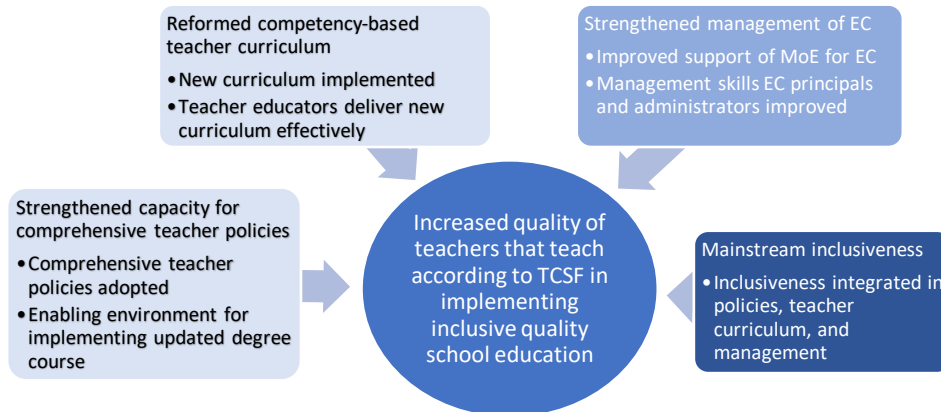 Reformed competency-based
teacher curriculum
•New curriculum implemented
•Teacher educators deliver new
curriculum effectively
Strengthened management of EC
•Improved support of MoE for EC
•Management skills EC principals
and administrators improved
Strengthened capacity for
comprehensive teacher policies
•Comprehensive teacher
policies adopted
•Enabling environment for
implementing updated degree
course
Increased quality of
teachers that teach
according to TCSF in
implementing
inclusive quality
school education
Mainstream inclusiveness
•Inclusiveness integrated in
policies, teacher
curriculum, and
management